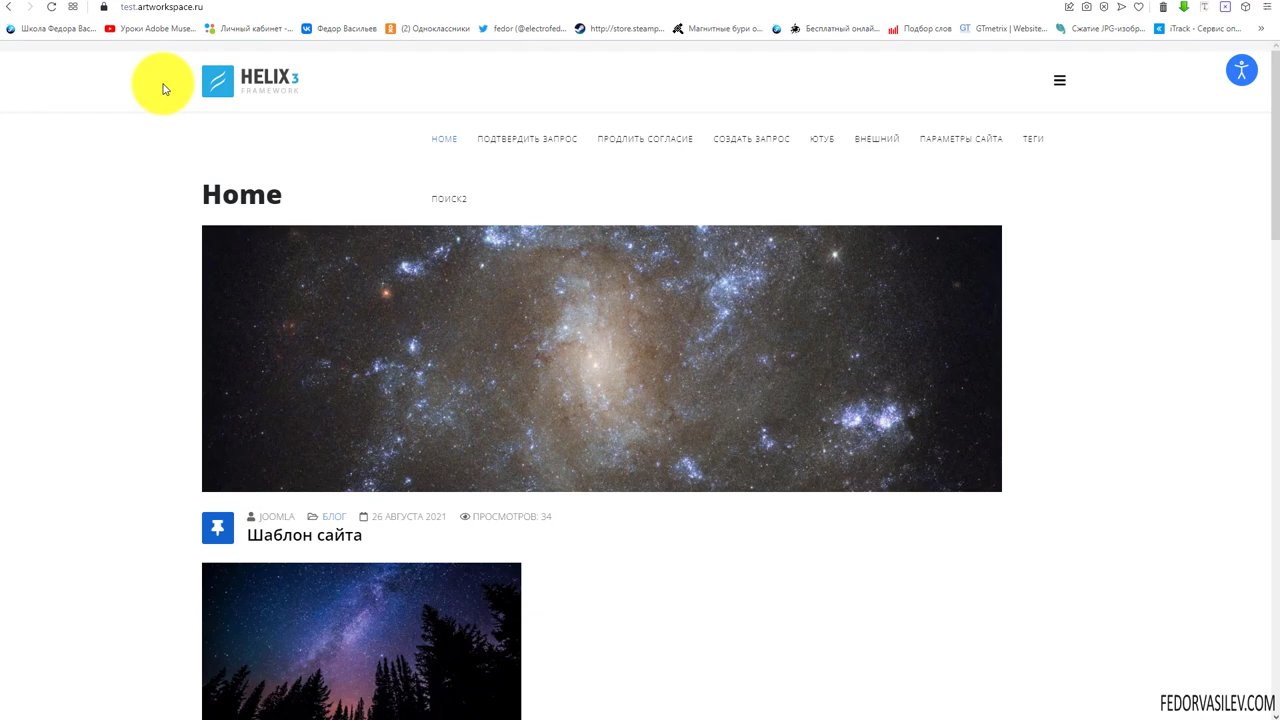 test.artworkspace.ru
Школа Федора Вас...
Уроки Adobe Muse...
Личный кабинет -...
Федор Васильев
(2) Одноклассники
fedor (@electrofed...
http://store.steamp...
Магнитные бури о...
Бесплатный онлай...
Подбор слов
GT
GTmetrix | Website...
Сжатие JPG-изобр...
iTrack - Сервис оп...
HELIX3
FRAMEWORK
HOME ПОДТВЕРДИТЬ ЗАПРОС ПРОДЛИТЬ СОГЛАСИЕ СОЗДАТЬ ЗАПРОС ЮТУБ ВНЕШНИЙ ПАРАМЕТРЫ САЙТА ТЕГИ
ПОИСК2
Home
JOOMLA БЛОГ 26 АВГУСТА 2021 ПРОСМОТРОВ: 34
Шаблон сайта
FEDORVASILEV.COM